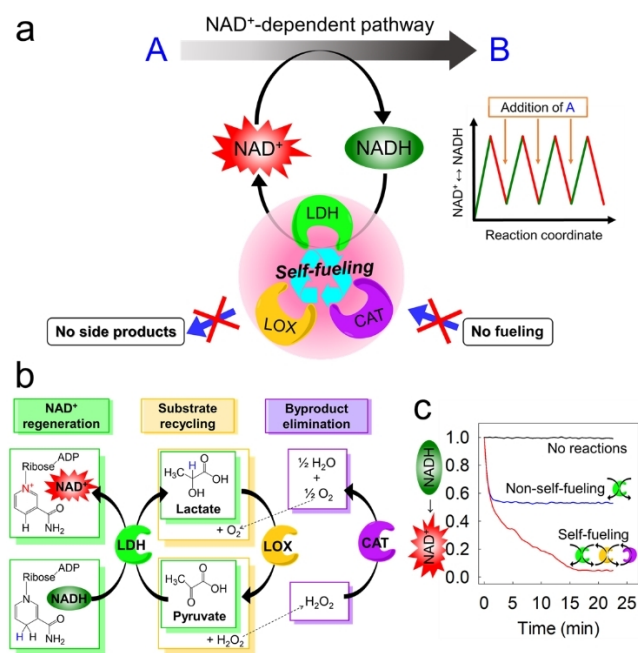 a
NAD⁺-dependent pathway
A
B
NAD⁺
NADH
Addition of A
NAD⁺ ↔ NADH
Reaction coordinate
LDH
Self-fueling
LOX
CAT
No side products
No fueling
b
NAD⁺
regeneration
Substrate
recycling
Byproduct
elimination
Ribose
ADP
N⁺
NAD⁺
H
O
NH₂
H
H₃C
O
OH
OH
Lactate
½ H₂O
+
½ O₂
+ O₂
LDH
LOX
CAT
Ribose
ADP
N
NADH
H
H
O
NH₂
H₃C
O
OH
O
Pyruvate
+ H₂O₂
H₂O₂
c
NADH
NAD⁺
1.0
0.8
0.6
0.4
0.2
0.0
No reactions
Non-self-fueling
Self-fueling
0
5
10
15
20
25
Time (min)